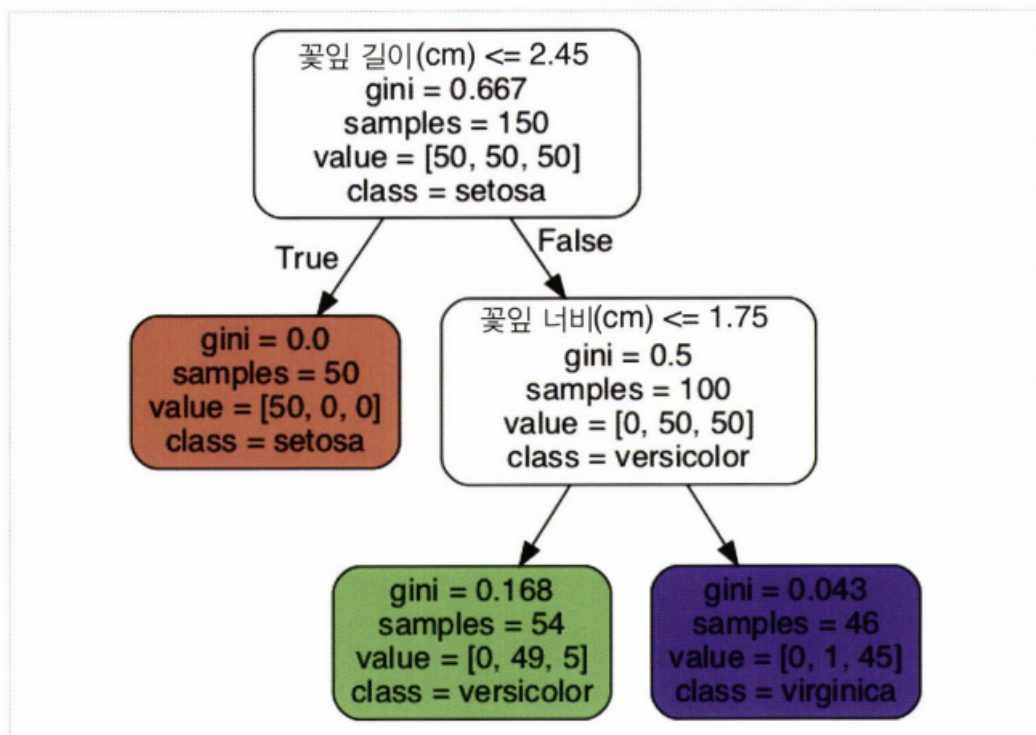 꽃잎 길이(cm) <= 2.45
gini = 0.667
samples = 150
value = [50, 50, 50]
class = setosa
True
False
gini = 0.0
samples = 50
value = [50, 0, 0]
class = setosa
꽃잎 너비(cm) <= 1.75
gini = 0.5
samples = 100
value = [0, 50, 50]
class = versicolor
gini = 0.168
samples = 54
value = [0, 49, 5]
class = versicolor
gini = 0.043
samples = 46
value = [0, 1, 45]
class = virginica